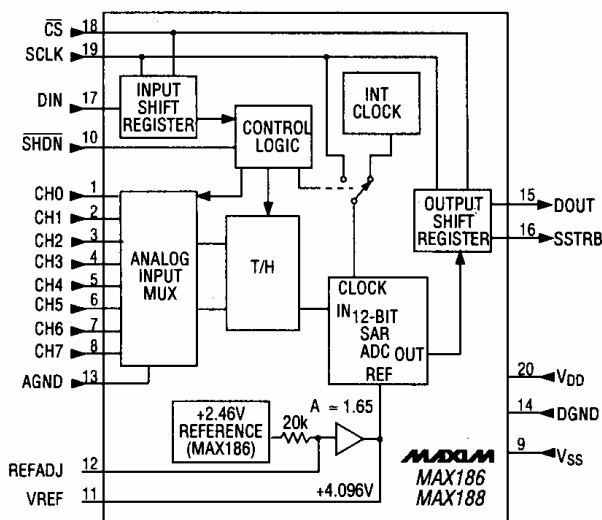 CS 18
SCLK 19
DIN 17
SHDN 10
INPUT
SHIFT
REGISTER
CONTROL
LOGIC
INT
CLOCK
CH0 1
CH1 2
CH2 3
CH3 4
CH4 5
CH5 6
CH6 7
CH7 8
AGND 13
ANALOG
INPUT
MUX
T/H
OUTPUT
SHIFT
REGISTER
15 DOUT
16 SSTRB
CLOCK
IN 12-BIT
SAR
ADC OUT
REF
20 VDD
14 DGND
9 VSS
+2.46V
REFERENCE
(MAX186)
20k
A ≃ 1.65
REFADJ 12
VREF 11
+4.096V
MAXIM
MAX186
MAX188